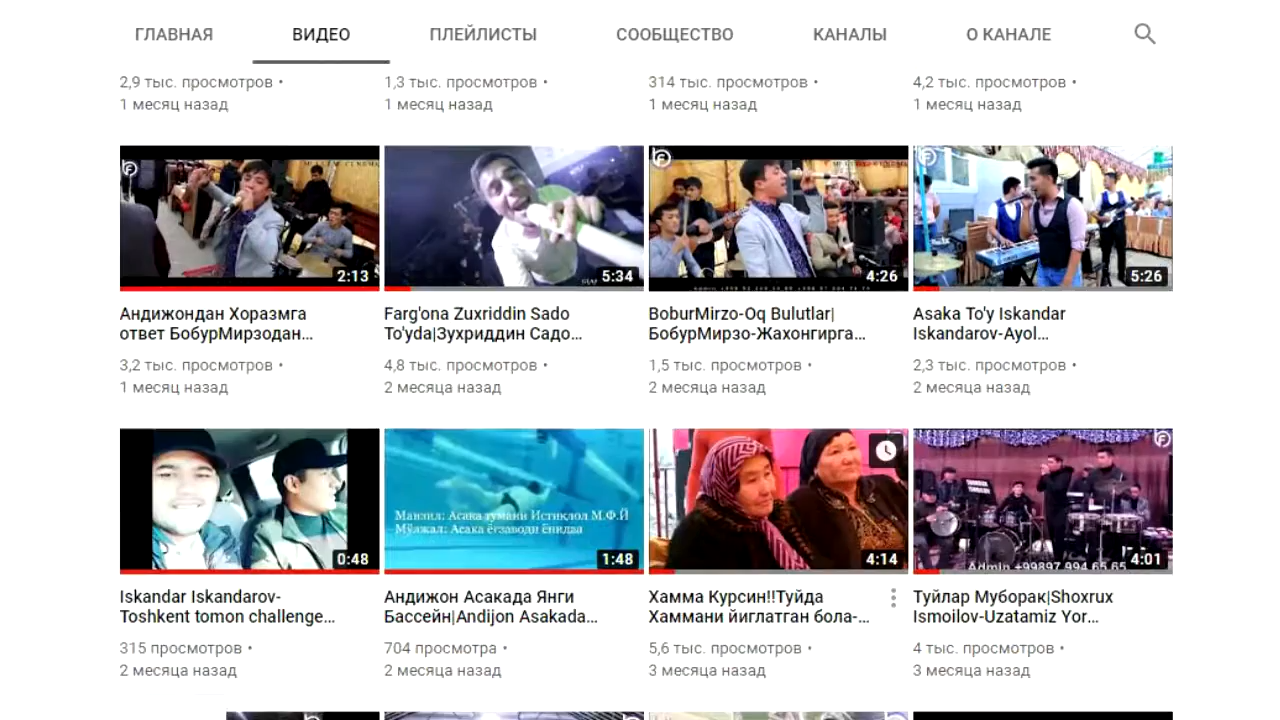 ГЛАВНАЯ ВИДЕО ПЛЕЙЛИСТЫ СООБЩЕСТВО КАНАЛЫ О КАНАЛЕ
2,9 тыс. просмотров • 1,3 тыс. просмотров • 314 тыс. просмотров • 4,2 тыс. просмотров •
1 месяц назад 1 месяц назад 1 месяц назад 1 месяц назад
2:13 5:34 4:26 5:26
Андижондан Хоразмга Farg'ona Zuxriddin Sado BoburMirzo-Oq Bulutlar| Asaka To'y Iskandar
ответ БобурМирзодан… To'yda|Зухриддин Садо… БобурМирзо-Жахонгирга… Iskandarov-Ayol…
3,2 тыс. просмотров • 4,8 тыс. просмотров • 1,5 тыс. просмотров • 2,3 тыс. просмотров •
1 месяц назад 2 месяца назад 2 месяца назад 2 месяца назад
Манзил: Асака тумани Истиқлол М.Ф.Й
Мўлжал: Асака ёғзаводи ёнидаа
0:48 1:48 4:14 4:01
Admin +99897 994 65 65
Iskandar Iskandarov- Андижон Асакада Янги Хамма Курсин!!Туйда Туйлар Муборак|Shoxrux
Toshkent tomon challenge… Бассейн|Andijon Asakada… Хаммани йиглатган бола-… Ismoilov-Uzatamiz Yor…
315 просмотров • 704 просмотра • 5,6 тыс. просмотров • 4 тыс. просмотров •
2 месяца назад 2 месяца назад 3 месяца назад 3 месяца назад